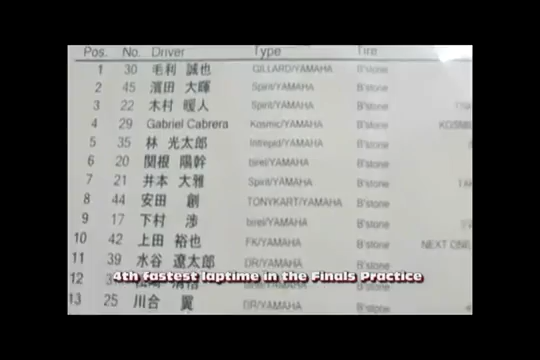 Pos. No. Driver Type Tire
1 30 毛利 誠也 GILLARD/YAMAHA B'stone
2 45 濱田 大暉 Spirit/YAMAHA B'stone
3 22 木村 暖人 Spirit/YAMAHA B'stone
4 29 Gabriel Cabrera Kosmic/YAMAHA B'stone
5 35 林 光太郎 Intrepid/YAMAHA B'stone
6 20 関根 陽幹 birel/YAMAHA B'stone
7 21 井本 大雅 Spirit/YAMAHA B'stone
8 44 安田 創 TONYKART/YAMAHA B'stone
9 17 下村 渉 birel/YAMAHA B'stone
10 42 上田 裕也 FK/YAMAHA B'stone NEXT ONE
11 39 水谷 遼太郎 DR/YAMAHA B'stone
4th fastest laptime in the Finals Practice
12 birel/YAMAHA B'stone
13 25 川合 翼 DR/YAMAHA B'stone